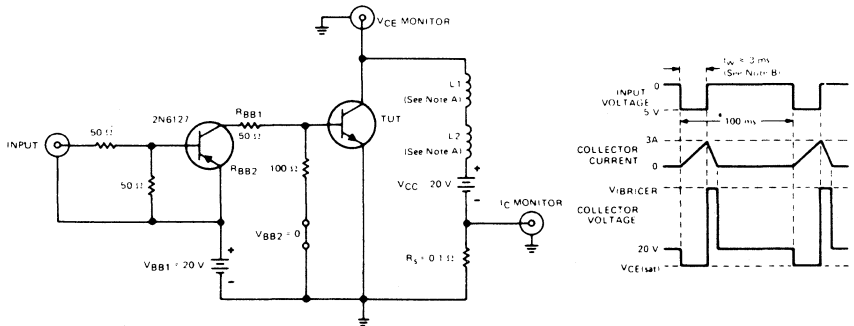 VCE MONITOR
L1
(See Note A)
2N6127
RBB1
50 Ω
TUT
INPUT
50 Ω
RBB2
100 Ω
L2
(See Note A)
50 Ω
VCC 20 V
+
-
IC MONITOR
VBB2 = 0
VBB1 = 20 V
+
-
Rs = 0.1 Ω
tw ≈ 3 ms
(See Note B)
0
INPUT
VOLTAGE
5 V
100 ms
3A
COLLECTOR
CURRENT
0
V(BR)CER
COLLECTOR
VOLTAGE
20 V
VCE(sat)